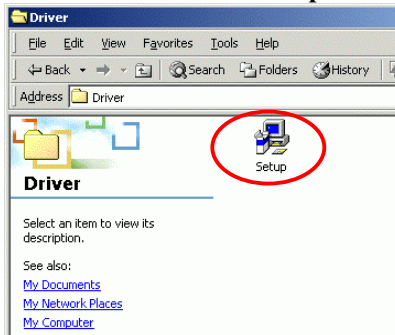 Driver
File Edit View Favorites Tools Help
Back Search Folders History
Address Driver
Setup
Driver
Select an item to view its
description.
See also:
My Documents
My Network Places
My Computer